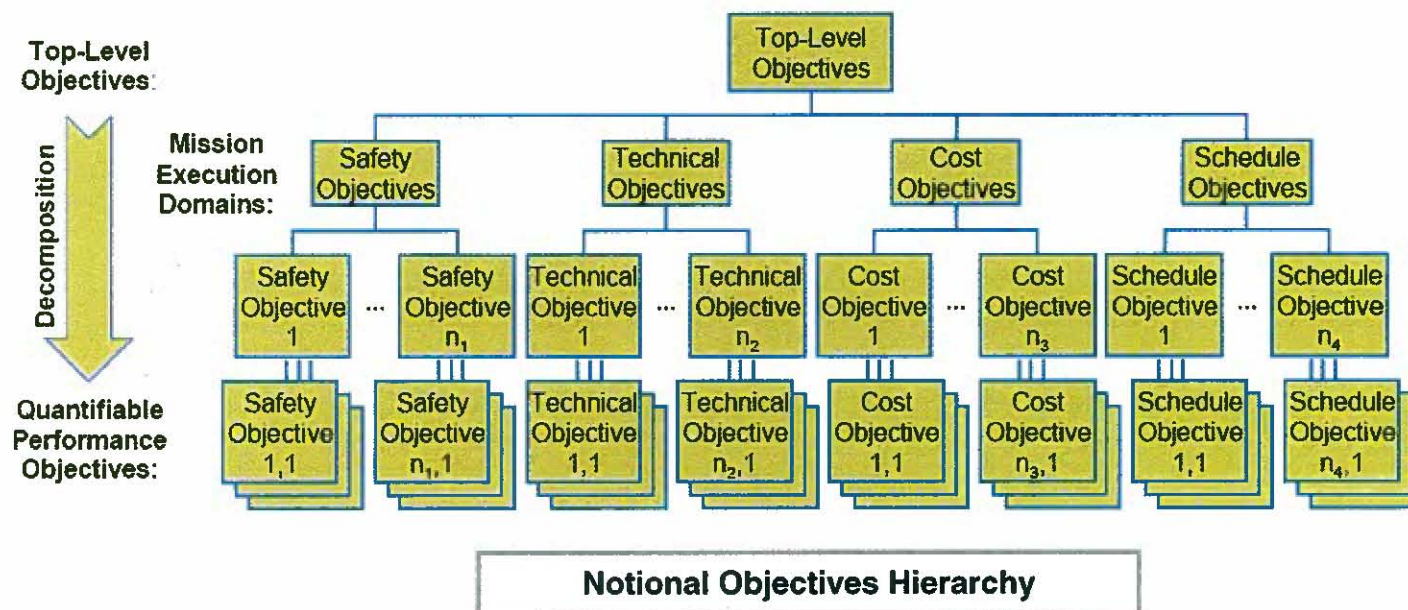 Top-Level
Objectives:
Top-Level
Objectives
Decomposition
Mission
Execution
Domains:
Safety
Objectives
Technical
Objectives
Cost
Objectives
Schedule
Objectives
Safety
Objective
1
...
Safety
Objective
n₁
Technical
Objective
1
...
Technical
Objective
n₂
Cost
Objective
1
...
Cost
Objective
n₃
Schedule
Objective
1
...
Schedule
Objective
n₄
Quantifiable
Performance
Objectives:
Safety
Objective
1,1
Safety
Objective
n₁,1
Technical
Objective
1,1
Technical
Objective
n₂,1
Cost
Objective
1,1
Cost
Objective
n₃,1
Schedule
Objective
1,1
Schedule
Objective
n₄,1
Notional Objectives Hierarchy